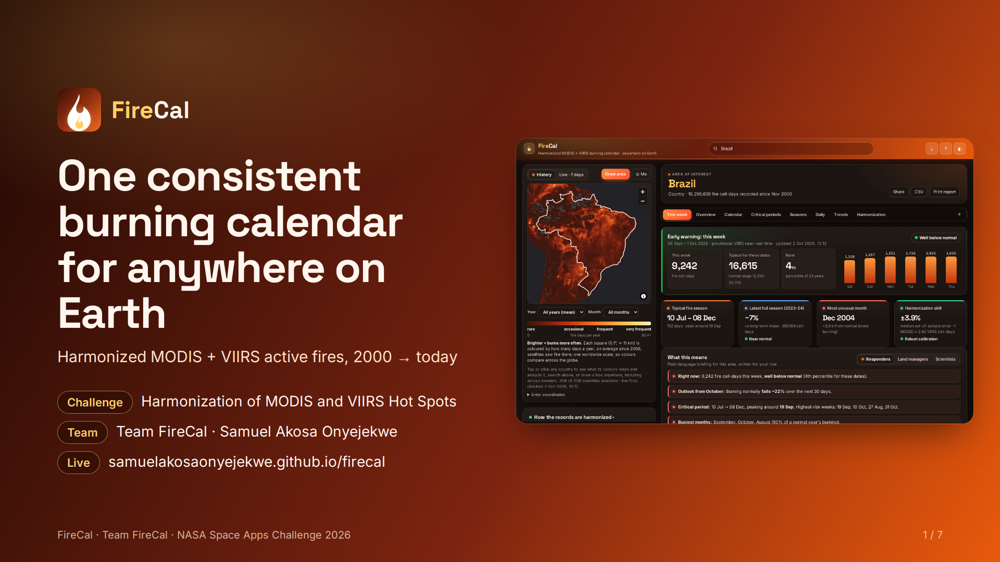 FireCal
One consistent
burning calendar
for anywhere on
Earth
Harmonized MODIS + VIIRS active fires, 2000 → today
Challenge Harmonization of MODIS and VIIRS Hot Spots
Team Team FireCal · Samuel Akosa Onyejekwe
Live samuelakosaonyejekwe.github.io/firecal
FireCal
Harmonized MODIS + VIIRS burning calendar · anywhere on Earth
Brazil
?
History Live · 7 days Draw area ◎ Me
+
−
Year All years (mean) Month All months
rare occasional frequent very frequent
0 fire days per year 50.4+
Brighter = burns more often. Each square (0.1°, ≈ 11 km) is
coloured by how many days a year, on average since 2000,
satellites saw fire there; one worldwide scale, so colours
compare across the globe.
Tap or click any country to see what its colours mean and
analyze it, search above, or draw a box anywhere, including
across borders. 208 of 208 countries available · live fires
checked 2 Oct 2026, 13:12
▶ Enter coordinates
How the records are harmonized ▾
AREA OF INTEREST
Brazil
Country · 10,298,638 fire cell-days recorded since Nov 2000
Share CSV Print report
This week Overview Calendar Critical periods Seasons Daily Trends Harmonization ↑
Early warning: this week
26 Sept – 1 Oct 2026 · provisional VIIRS near-real-time · updated 2 Oct 2026, 13:12
Well below normal
This week
9,242
fire cell-days
Typical for these dates
16,615
normal range 12,332–
25,759
Rank
4th
percentile of 24 years
1,158 1,257 1,551 1,716 1,925 1,635
Sat Sun Mon Tue Wed Thu
Typical fire season
10 Jul – 08 Dec
152 days · peak around 19 Sep
Latest full season (2023-24)
-7%
vs long-term mean · 399,108 cell-
days
Near normal
Most unusual month
Dec 2004
+2.9 σ from normal (more
burning)
Harmonization skill
±3.9%
median out-of-sample error · 1
MODIS ≈ 2.40 VIIRS cell-days
Robust calibration
What this means
Plain-language briefing for this area, written for your role
Responders Land managers Scientists
Right now: 9,242 fire cell-days this week, well below normal (4th percentile for these dates).
Outlook from October: Burning normally falls ~22% over the next 30 days.
Critical period: 10 Jul → 08 Dec, peaking around 19 Sep. Highest-risk weeks: 19 Sep, 10 Oct, 27 Aug, 31 Oct.
Busiest months: September, October, August (60% of a normal year's burning).
FireCal · Team FireCal · NASA Space Apps Challenge 2026
1 / 7